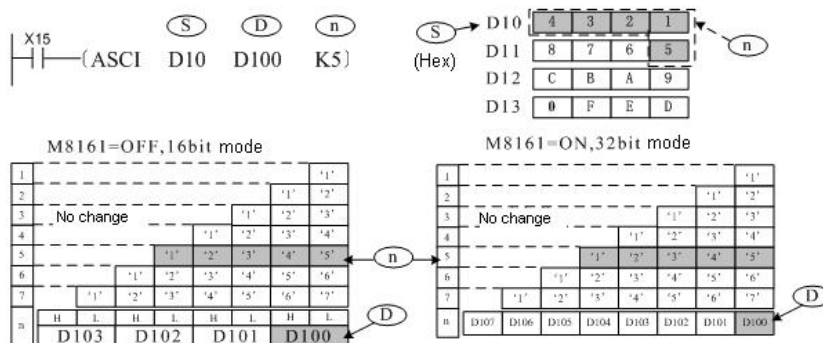 X15
S D n
(ASCI D10 D100 K5)
S
(Hex)
D10 4 3 2 1
D11 8 7 6 5
D12 C B A 9
D13 0 F E D
n
M8161=OFF,16bit mode
1 '1'
2 '1' '2'
3 No change '1' '2' '3'
4 '1' '2' '3' '4'
5 '1' '2' '3' '4' '5'
6 '1' '2' '3' '4' '5' '6'
7 '1' '2' '3' '4' '5' '6' '7'
n H L H L H L H L
D103 D102 D101 D100
n
D
M8161=ON,32bit mode
1 '1'
2 '1' '2'
3 No change '1' '2' '3'
4 '1' '2' '3' '4'
5 '1' '2' '3' '4' '5'
6 '1' '2' '3' '4' '5' '6'
7 '1' '2' '3' '4' '5' '6' '7'
n D107 D106 D105 D104 D103 D102 D101 D100
D